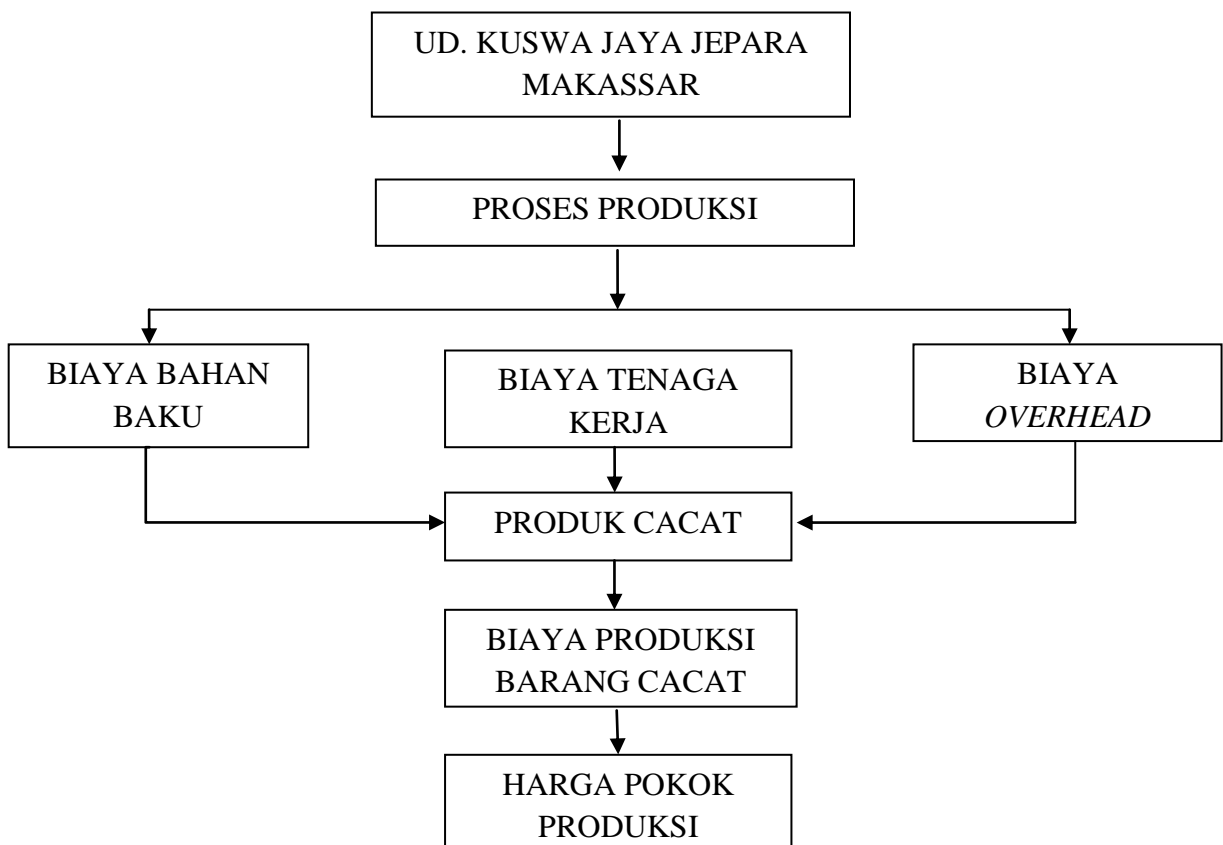 UD. KUSWA JAYA JEPARA
MAKASSAR
PROSES PRODUKSI
BIAYA BAHAN
BAKU
BIAYA TENAGA
KERJA
BIAYA
OVERHEAD
PRODUK CACAT
BIAYA PRODUKSI
BARANG CACAT
HARGA POKOK
PRODUKSI